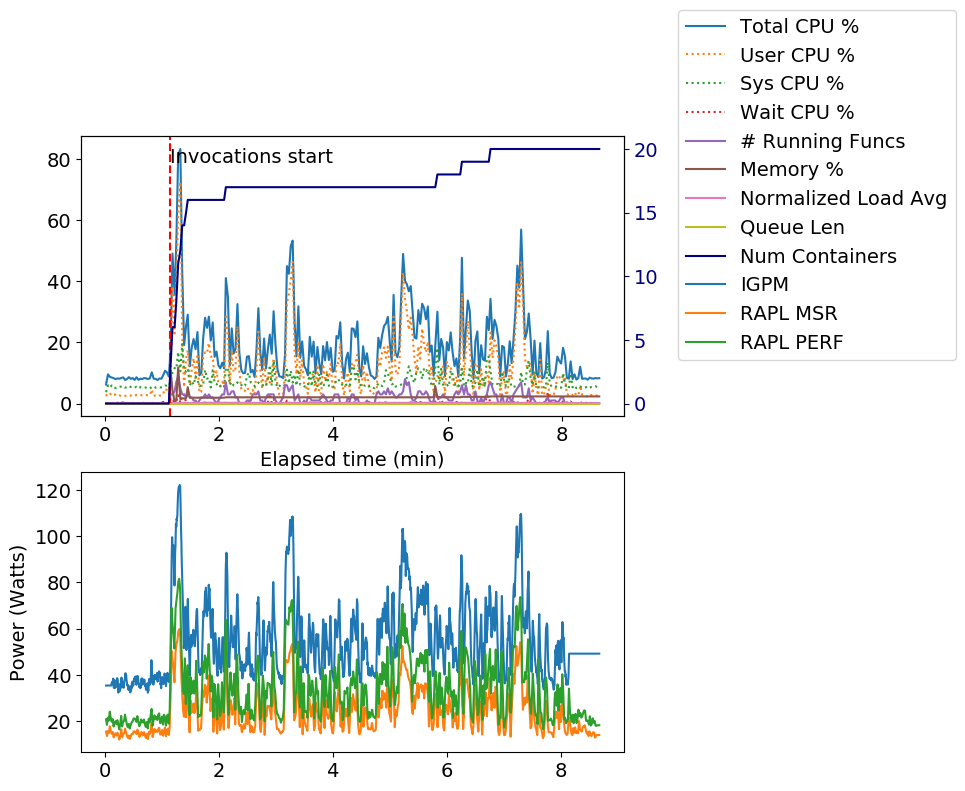 Total CPU %
User CPU %
Sys CPU %
Wait CPU %
# Running Funcs
Memory %
Normalized Load Avg
Queue Len
Num Containers
IGPM
RAPL MSR
RAPL PERF
Invocations start
80
60
40
20
0
20
15
10
5
0
0 2 4 6 8
Elapsed time (min)
Power (Watts)
120
100
80
60
40
20
0 2 4 6 8